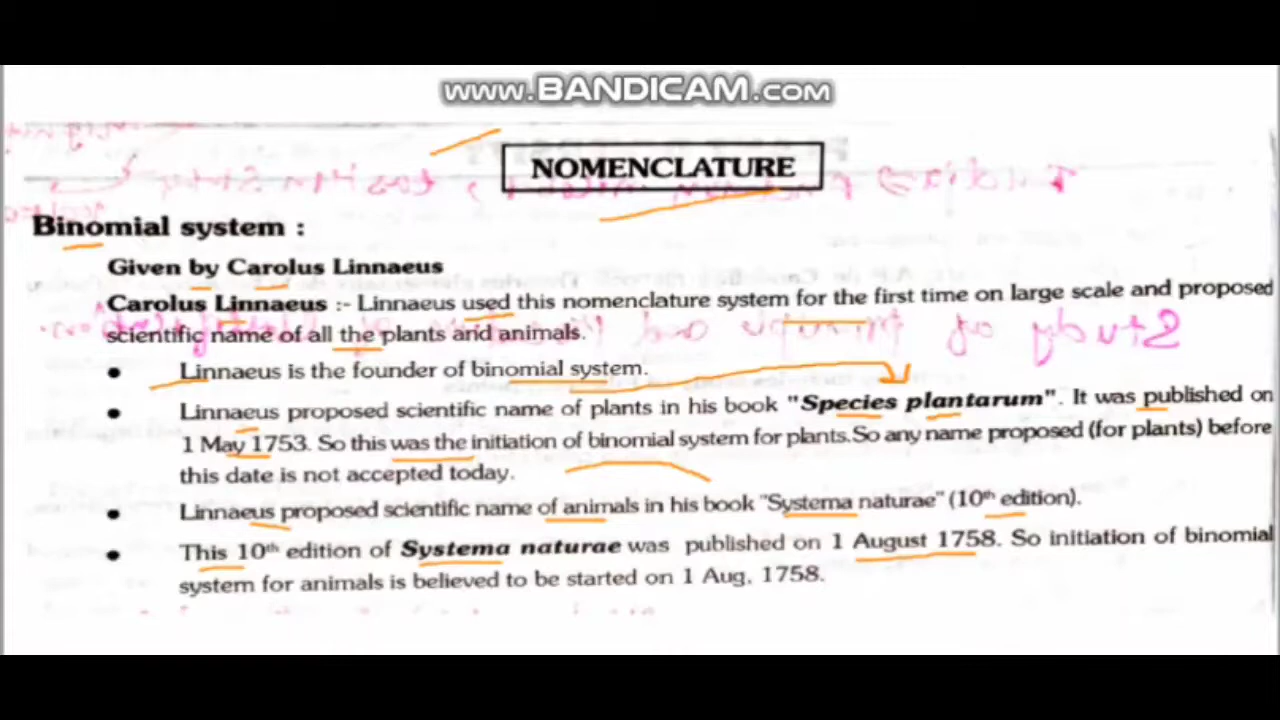 www.BANDICAM.com
NOMENCLATURE
Binomial system :
Given by Carolus Linnaeus
Carolus Linnaeus :- Linnaeus used this nomenclature system for the first time on large scale and proposed
scientific name of all the plants and animals.
• Linnaeus is the founder of binomial system.
• Linnaeus proposed scientific name of plants in his book "Species plantarum". It was published on
1 May 1753. So this was the initiation of binomial system for plants. So any name proposed (for plants) before
this date is not accepted today.
• Linnaeus proposed scientific name of animals in his book "Systema naturae" (10th edition).
• This 10th edition of Systema naturae was published on 1 August 1758. So initiation of binomial
system for animals is believed to be started on 1 Aug, 1758.